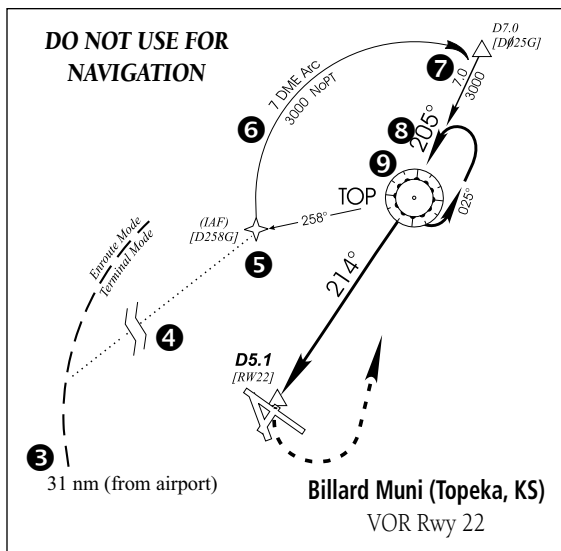 DO NOT USE FOR
NAVIGATION
D7.0
[DØ25G]
7
7.0
3000
7 DME Arc
3000 NoPT
6
8
205°
9
TOP
025°
258°
(IAF)
[D258G]
5
Enroute Mode
Terminal Mode
214°
4
D5.1
[RW22]
3
31 nm (from airport)
Billard Muni (Topeka, KS)
VOR Rwy 22